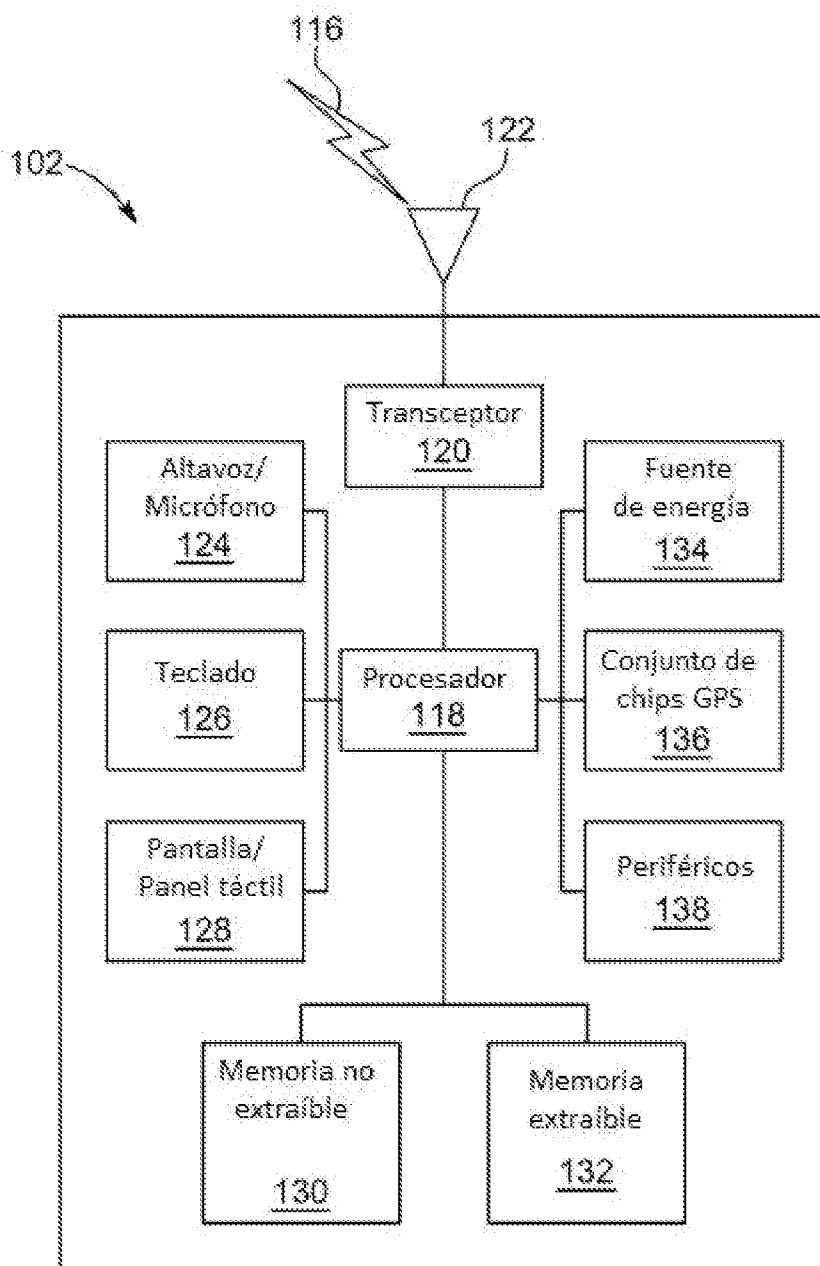 116
122
102
Transceptor
120
Altavoz/
Micrófono
124
Fuente
de energía
134
Teclado
126
Procesador
118
Conjunto de
chips GPS
136
Pantalla/
Panel táctil
128
Periféricos
138
Memoria no
extraíble
130
Memoria
extraíble
132